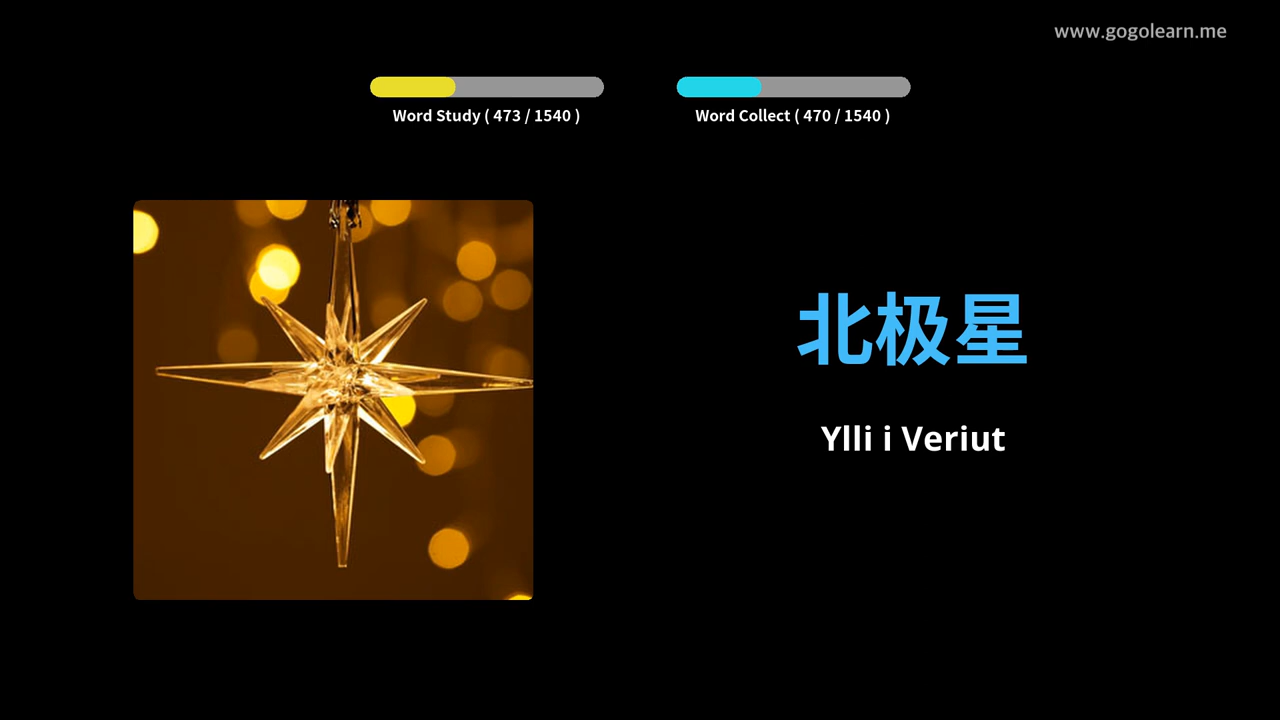 www.gogolearn.me
Word Study ( 473 / 1540 )
Word Collect ( 470 / 1540 )
北极星
Ylli i Veriut